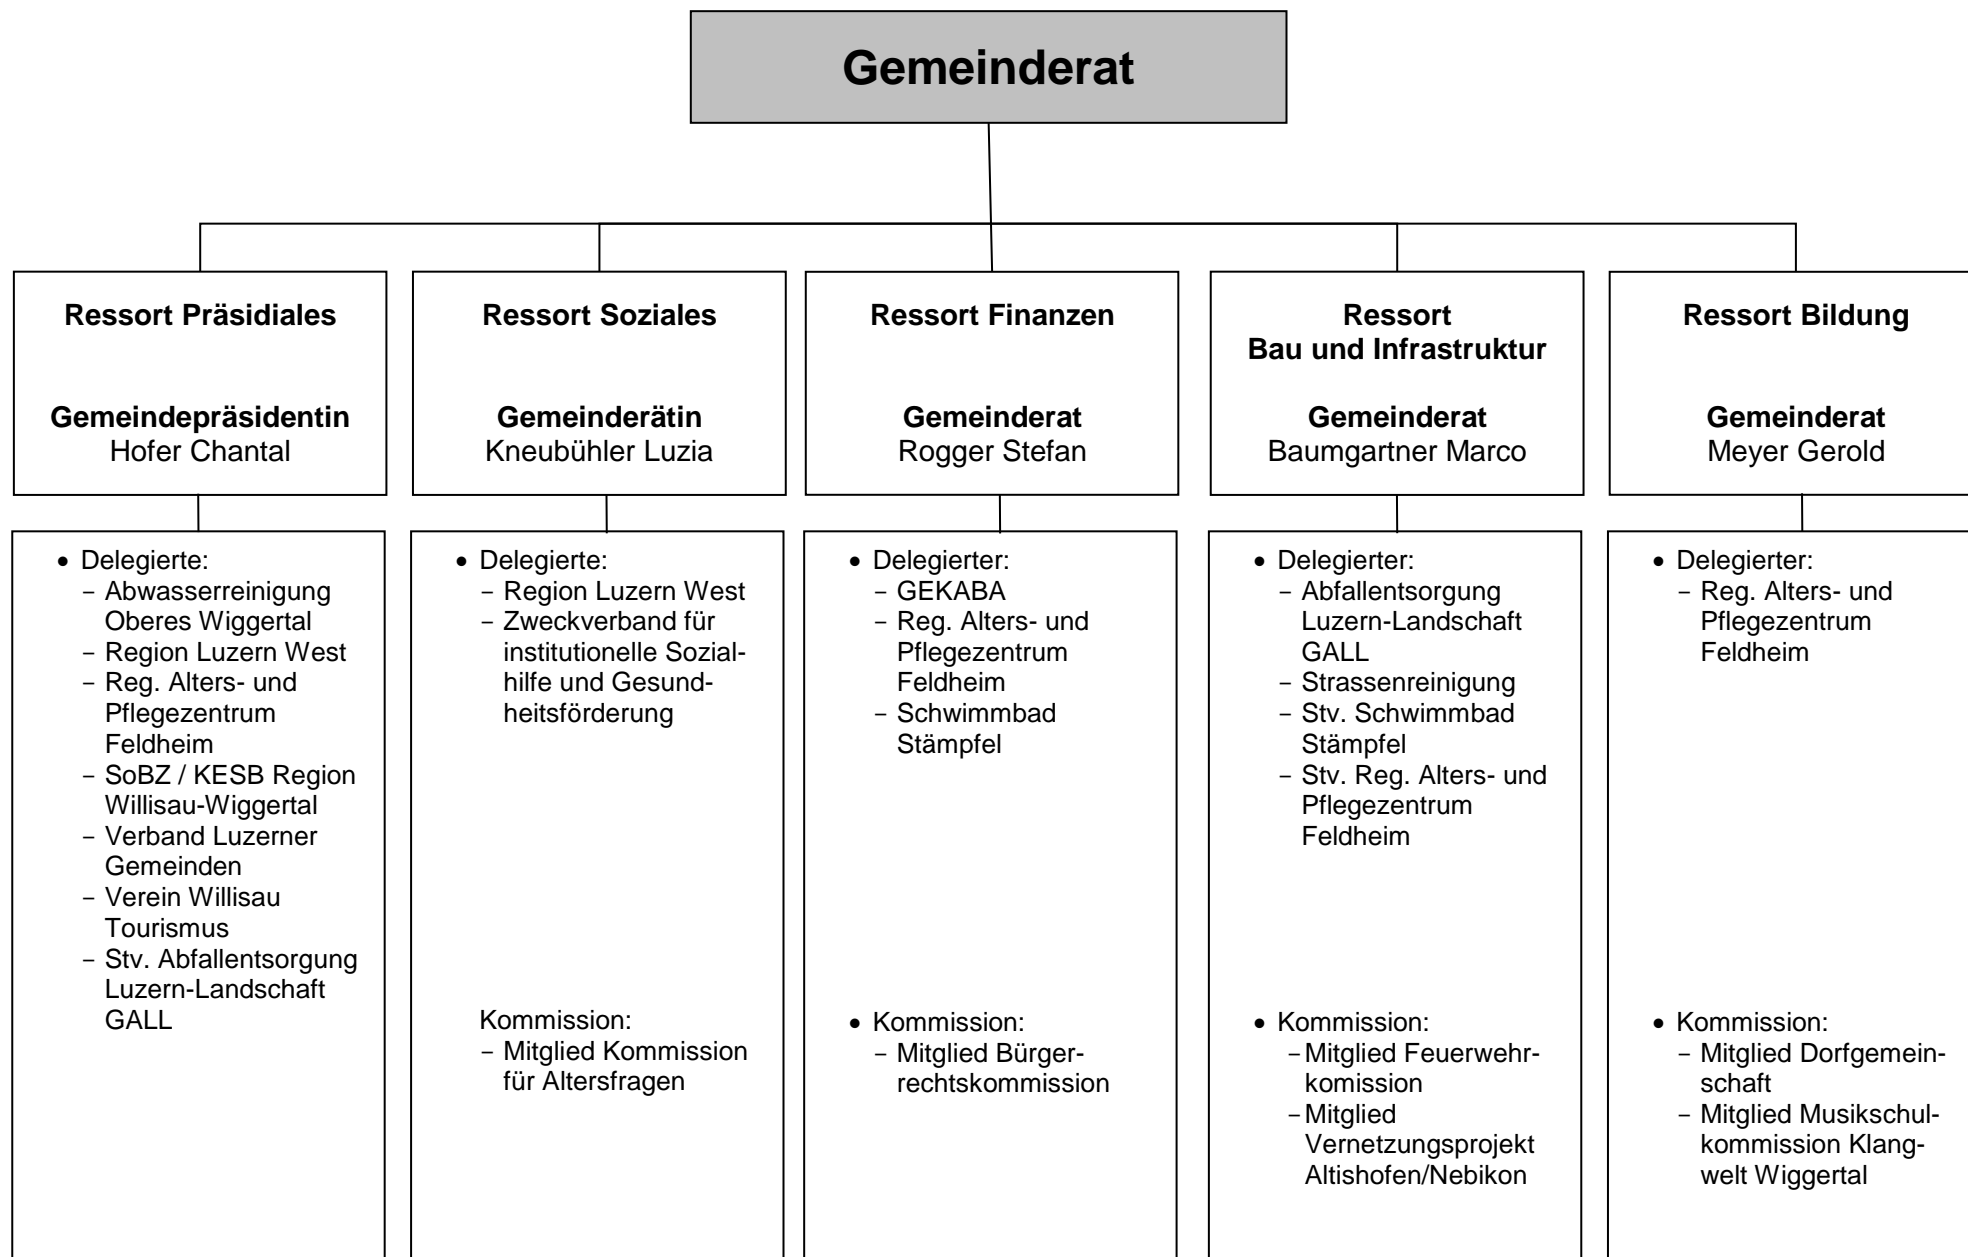 Gemeinderat
Ressort Präsidiales
Gemeindepräsidentin
Hofer Chantal
Ressort Soziales
Gemeinderätin
Kneubühler Luzia
Ressort Finanzen
Gemeinderat
Rogger Stefan
Ressort
Bau und Infrastruktur
Gemeinderat
Baumgartner Marco
Ressort Bildung
Gemeinderat
Meyer Gerold
• Delegierte:
– Abwasserreinigung
Oberes Wiggertal
– Region Luzern West
– Reg. Alters- und
Pflegezentrum
Feldheim
– SoBZ / KESB Region
Willisau-Wiggertal
– Verband Luzerner
Gemeinden
– Verein Willisau
Tourismus
– Stv. Abfallentsorgung
Luzern-Landschaft
GALL
• Delegierte:
– Region Luzern West
– Zweckverband für
institutionelle Sozial-
hilfe und Gesund-
heitsförderung
Kommission:
– Mitglied Kommission
für Altersfragen
• Delegierter:
– GEKABA
– Reg. Alters- und
Pflegezentrum
Feldheim
– Schwimmbad
Stämpfel
• Kommission:
– Mitglied Bürger-
rechtskommission
• Delegierter:
– Abfallentsorgung
Luzern-Landschaft
GALL
– Strassenreinigung
– Stv. Schwimmbad
Stämpfel
– Stv. Reg. Alters- und
Pflegezentrum
Feldheim
• Kommission:
–Mitglied Feuerwehr-
komission
–Mitglied
Vernetzungsprojekt
Altishofen/Nebikon
• Delegierter:
– Reg. Alters- und
Pflegezentrum
Feldheim
• Kommission:
– Mitglied Dorfgemein-
schaft
– Mitglied Musikschul-
kommission Klang-
welt Wiggertal